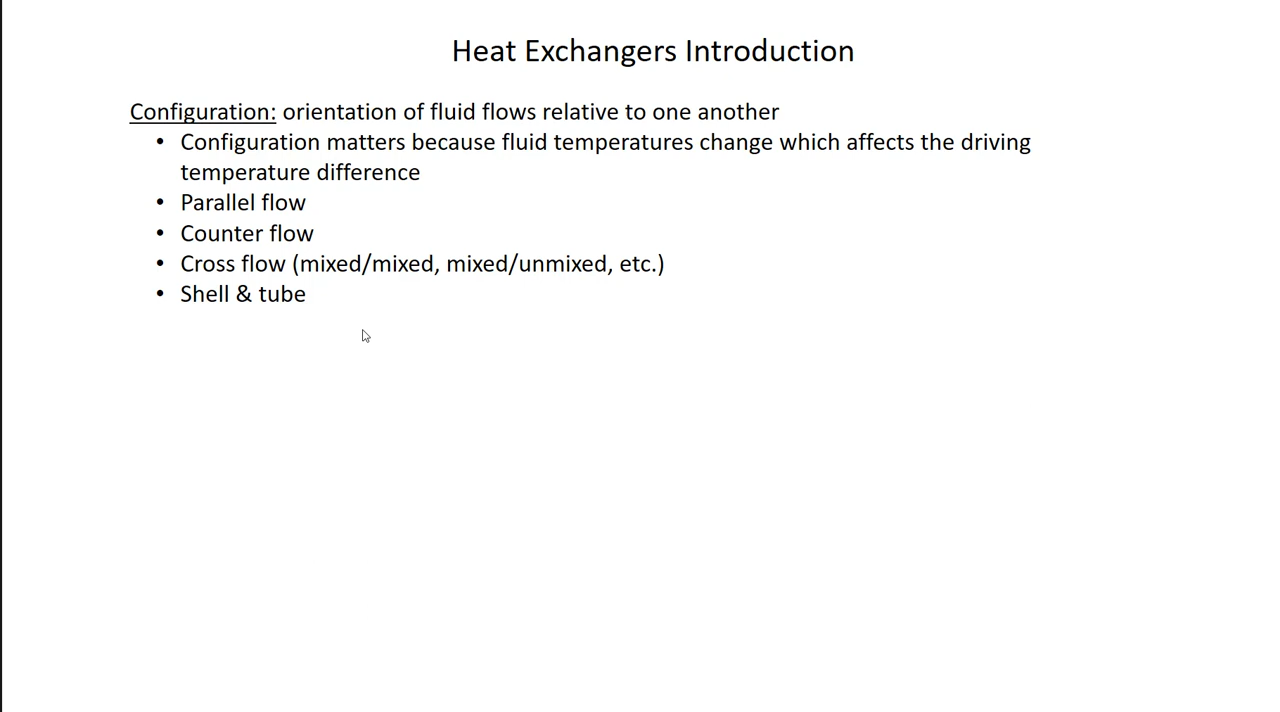 Heat Exchangers Introduction
Configuration: orientation of fluid flows relative to one another
• Configuration matters because fluid temperatures change which affects the driving
temperature difference
• Parallel flow
• Counter flow
• Cross flow (mixed/mixed, mixed/unmixed, etc.)
• Shell & tube